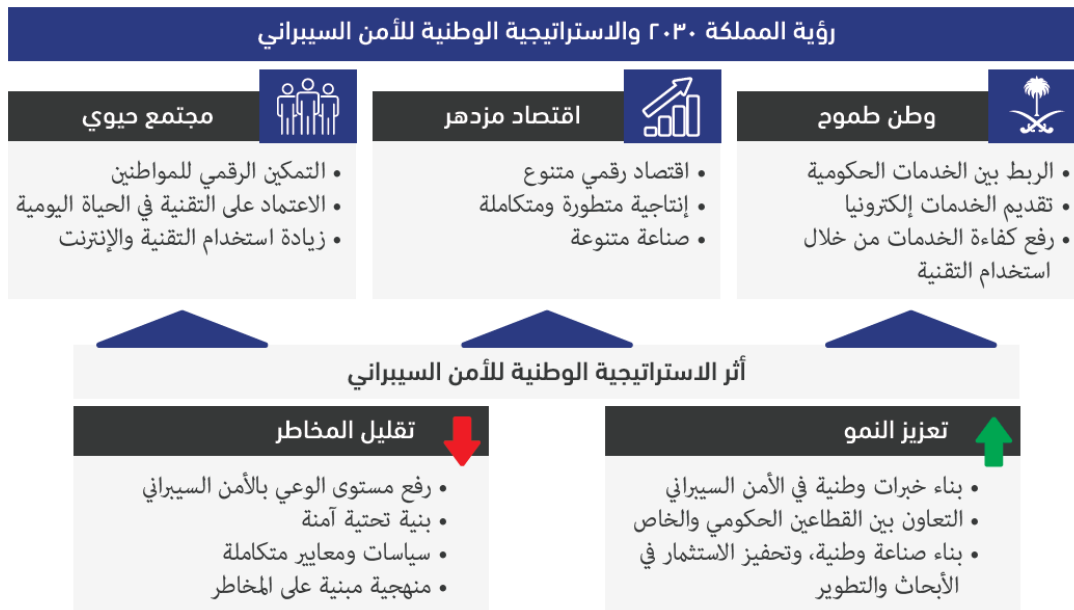 رؤية المملكة ٢٠٣٠ والاستراتيجية الوطنية للأمن السيبراني
وطن طموح
• الربط بين الخدمات الحكومية
• تقديم الخدمات إلكترونيا
• رفع كفاءة الخدمات من خلال
استخدام التقنية
اقتصاد مزدهر
• اقتصاد رقمي متنوع
• إنتاجية متطورة ومتكاملة
• صناعة متنوعة
مجتمع حيوي
• التمكين الرقمي للمواطنين
• الاعتماد على التقنية في الحياة اليومية
• زيادة استخدام التقنية والإنترنت
أثر الاستراتيجية الوطنية للأمن السيبراني
تعزيز النمو
• بناء خبرات وطنية في الأمن السيبراني
• التعاون بين القطاعين الحكومي والخاص
• بناء صناعة وطنية، وتحفيز الاستثمار في
الأبحاث والتطوير
تقليل المخاطر
• رفع مستوى الوعي بالأمن السيبراني
• بنية تحتية آمنة
• سياسات ومعايير متكاملة
• منهجية مبنية على المخاطر